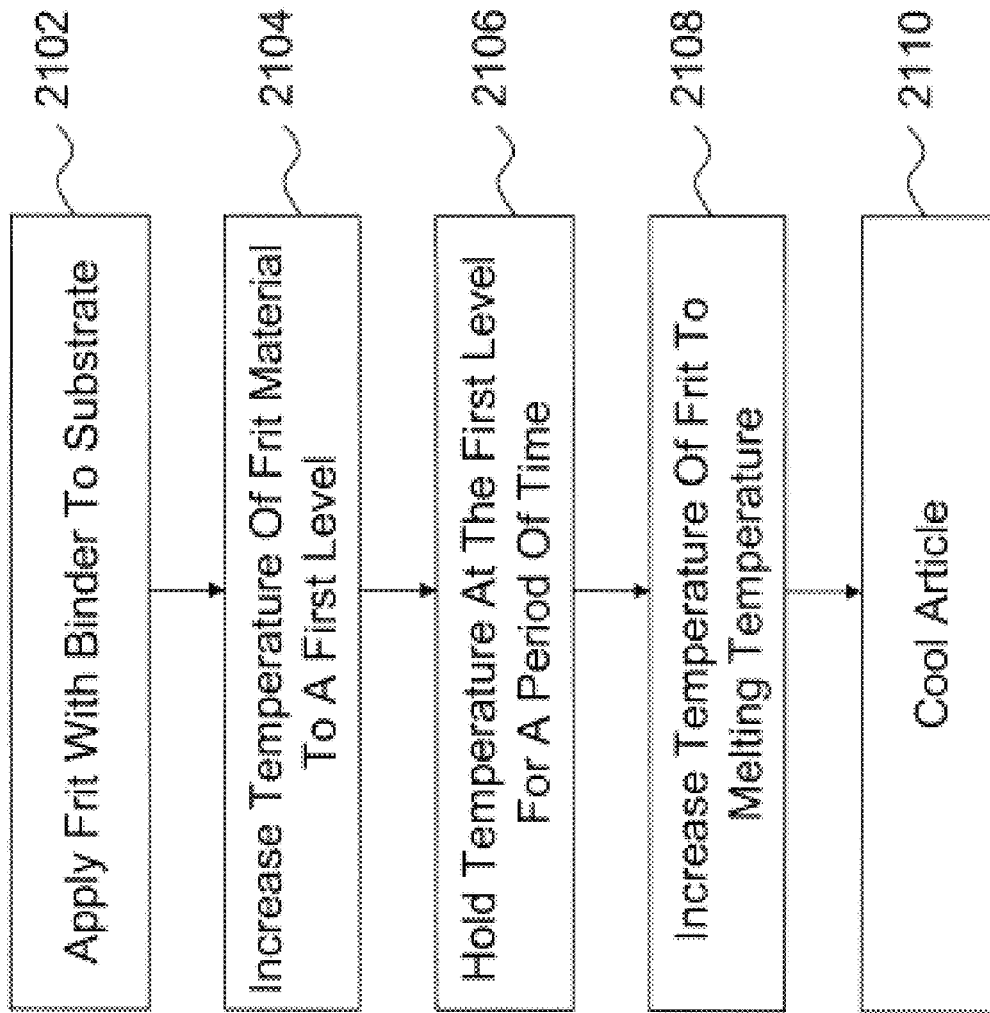 Apply Frit With Binder To Substrate
2102
Increase Temperature Of Frit Material
To A First Level
2104
Hold Temperature At The First Level
For A Period Of Time
2106
Increase Temperature Of Frit To
Melting Temperature
2108
Cool Article
2110